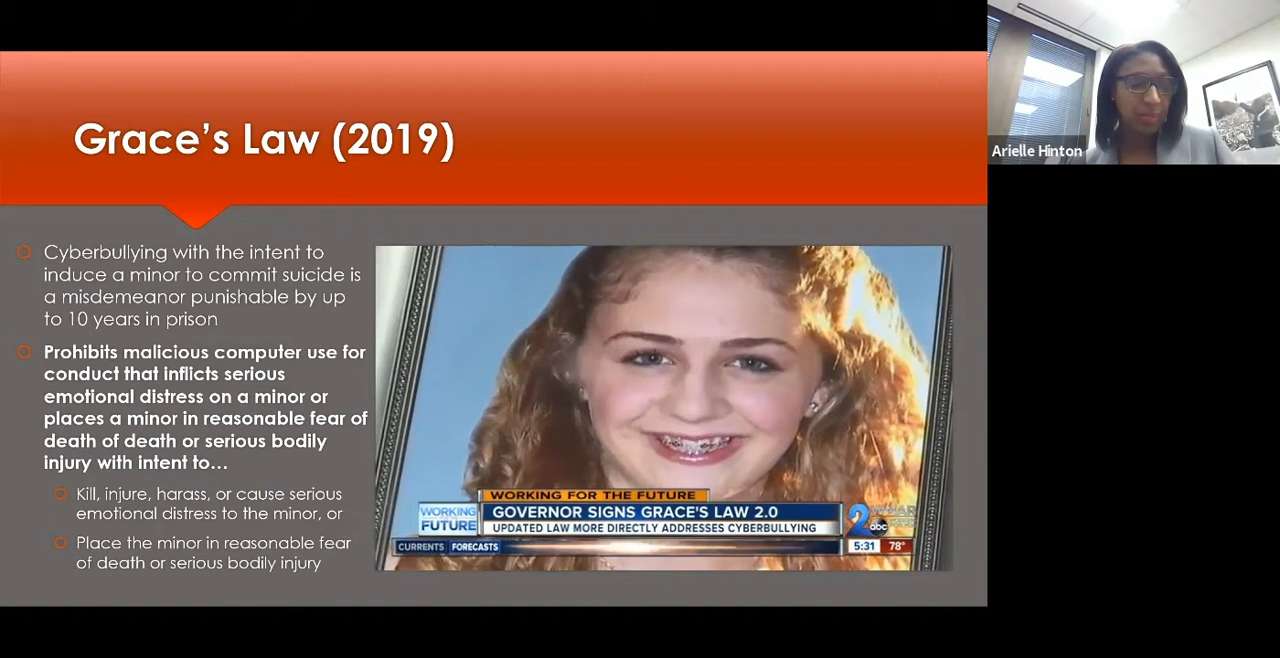 Grace's Law (2019)
Arielle Hinton
Cyberbullying with the intent to
induce a minor to commit suicide is
a misdemeanor punishable by up
to 10 years in prison
Prohibits malicious computer use for
conduct that inflicts serious
emotional distress on a minor or
places a minor in reasonable fear of
death of death or serious bodily
injury with intent to...
Kill, injure, harass, or cause serious
emotional distress to the minor, or
Place the minor in reasonable fear
of death or serious bodily injury
WORKING FOR THE FUTURE
WORKING
FUTURE
GOVERNOR SIGNS GRACE'S LAW 2.0
UPDATED LAW MORE DIRECTLY ADDRESSES CYBERBULLYING
2 abc
CURRENTS FORECASTS
5:31 78°